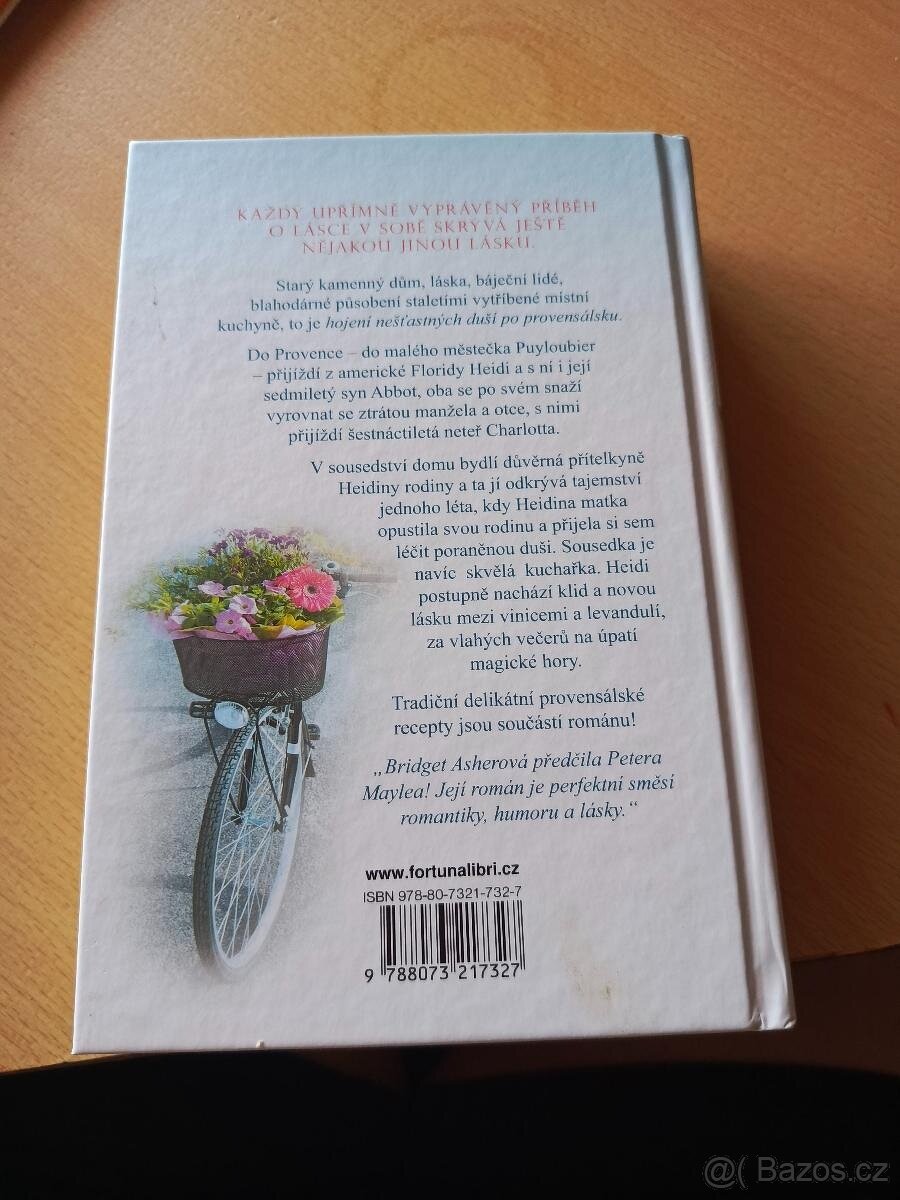 KAŽDÝ UPŘÍMNĚ VYPRÁVĚNÝ PŘÍBĚH
O LÁSCE V SOBĚ SKRÝVÁ JEŠTĚ
NĚJAKOU JINOU LÁSKU.
Starý kamenný dům, láska, báječní lidé,
blahodárné působení staletími vytříbené místní
kuchyně, to je hojení nešťastných duší po provensálsku.
Do Provence – do malého městečka Puyloubier
– přijíždí z americké Floridy Heidi a s ní i její
sedmiletý syn Abbot, oba se po svém snaží
vyrovnat se ztrátou manžela a otce, s nimi
přijíždí šestnáctiletá neteř Charlotta.
V sousedství domu bydlí důvěrná přítelkyně
Heidiny rodiny a ta jí odkrývá tajemství
jednoho léta, kdy Heidina matka
opustila svou rodinu a přijela si sem
léčit poraněnou duši. Sousedka je
navíc skvělá kuchařka. Heidi
postupně nachází klid a novou
lásku mezi vinicemi a levandulí,
za vlahých večerů na úpatí
magické hory.
Tradiční delikátní provensálské
recepty jsou součástí románu!
„Bridget Asherová předčila Petera
Maylea! Její román je perfektní směsí
romantiky, humoru a lásky.“
www.fortunalibri.cz
ISBN 978-80-7321-732-7
9 788073 217327
@( Bazos.cz